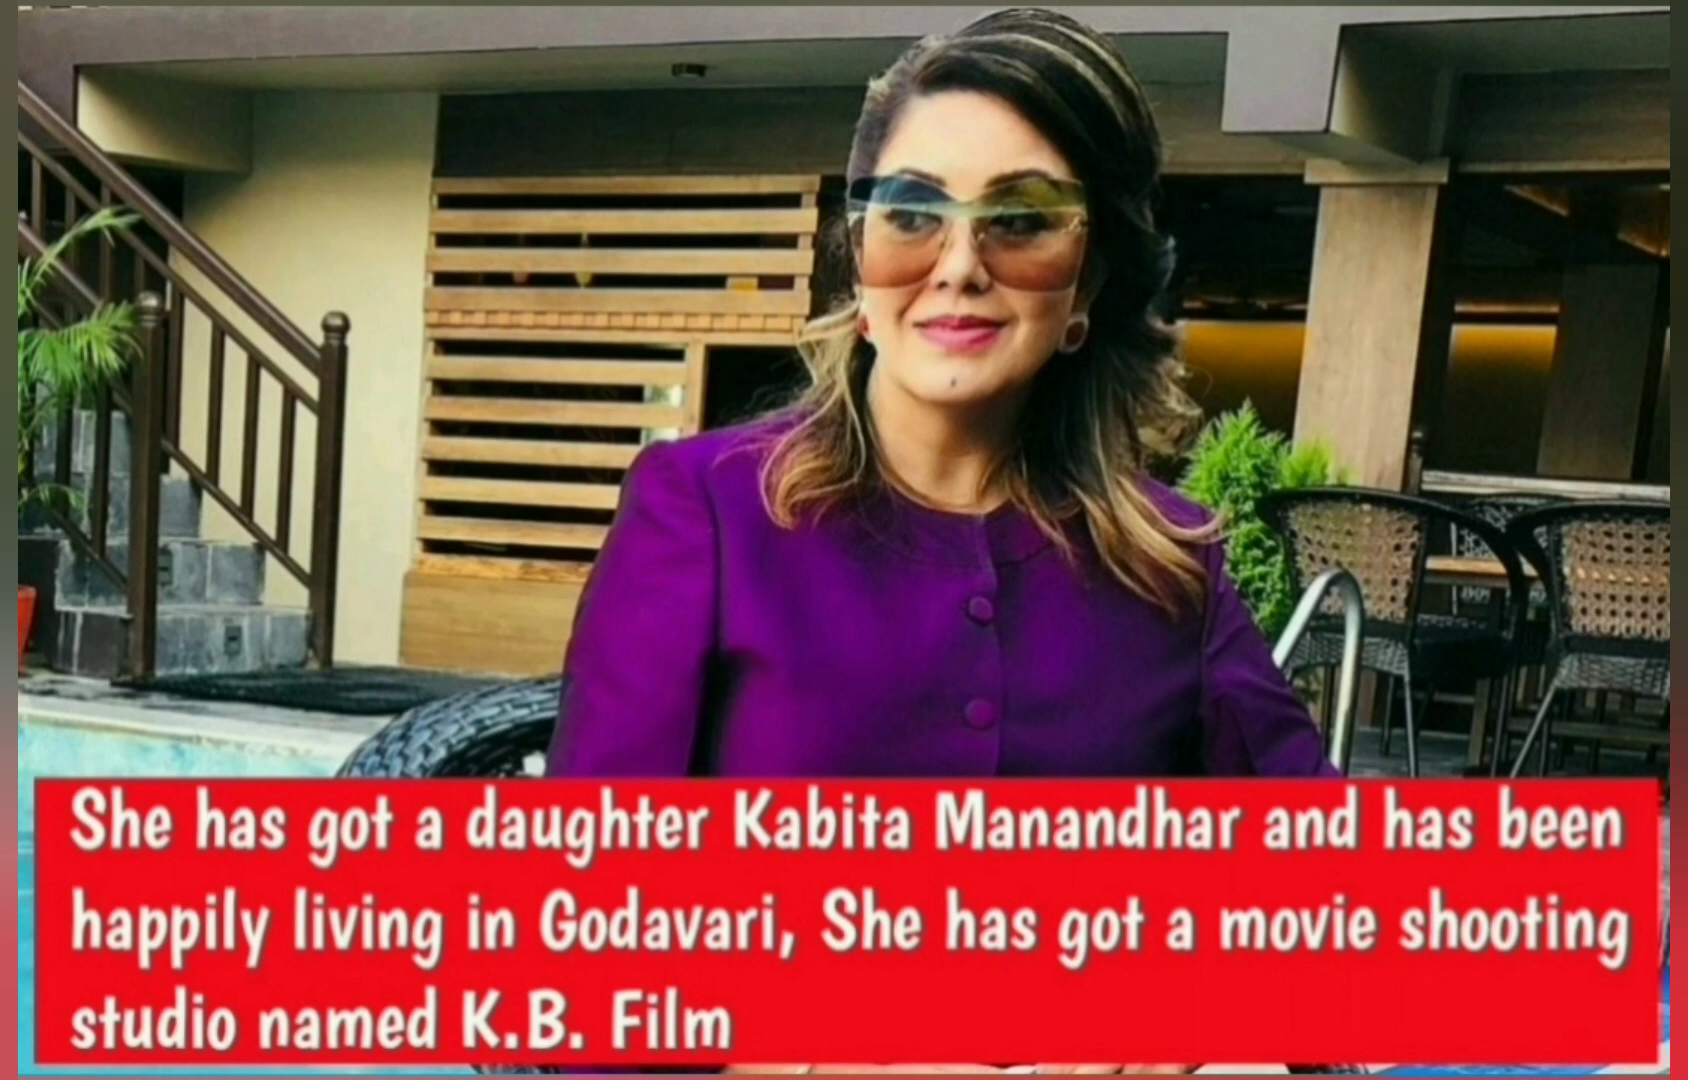 She has got a daughter Kabita Manandhar and has been
happily living in Godavari, She has got a movie shooting
studio named K.B. Film